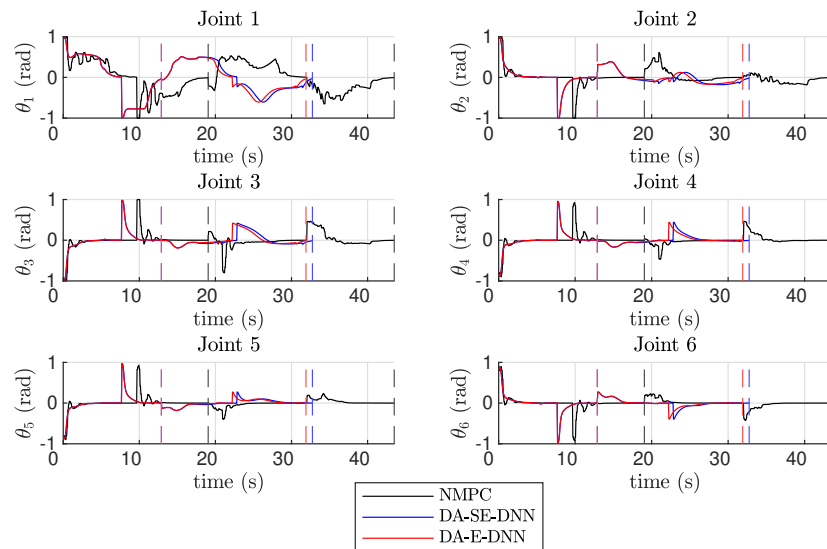 Joint 1
Joint 2
θ1 (rad)
1
0
-1
0 10 20 30 40
time (s)
θ2 (rad)
1
0
-1
0 10 20 30 40
time (s)
Joint 3
Joint 4
θ3 (rad)
1
0
-1
0 10 20 30 40
time (s)
θ4 (rad)
1
0
-1
0 10 20 30 40
time (s)
Joint 5
Joint 6
θ5 (rad)
1
0
-1
0 10 20 30 40
time (s)
θ6 (rad)
1
0
-1
0 10 20 30 40
time (s)
NMPC
DA-SE-DNN
DA-E-DNN